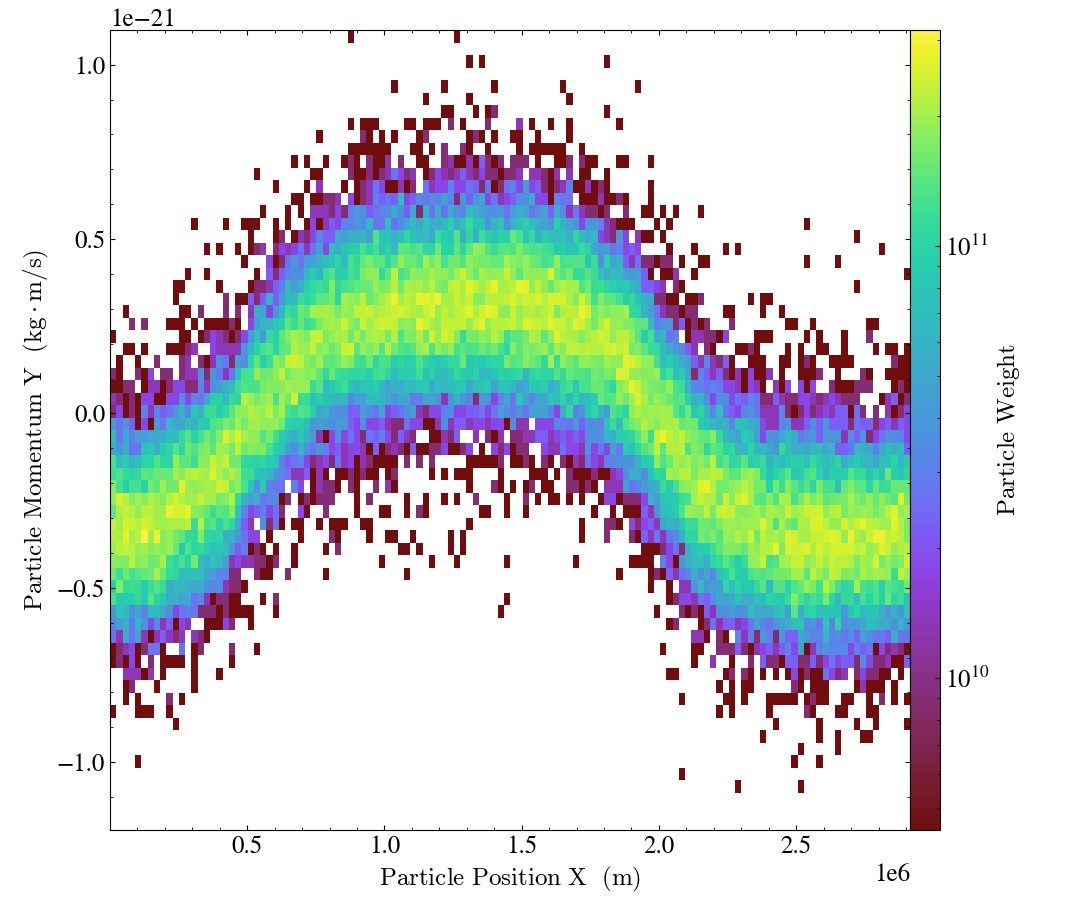 1e−21
1.0
0.5
0.0
−0.5
−1.0
Particle Momentum Y (kg · m/s)
0.5 1.0 1.5 2.0 2.5
1e6
Particle Position X (m)
10¹¹
10¹⁰
Particle Weight